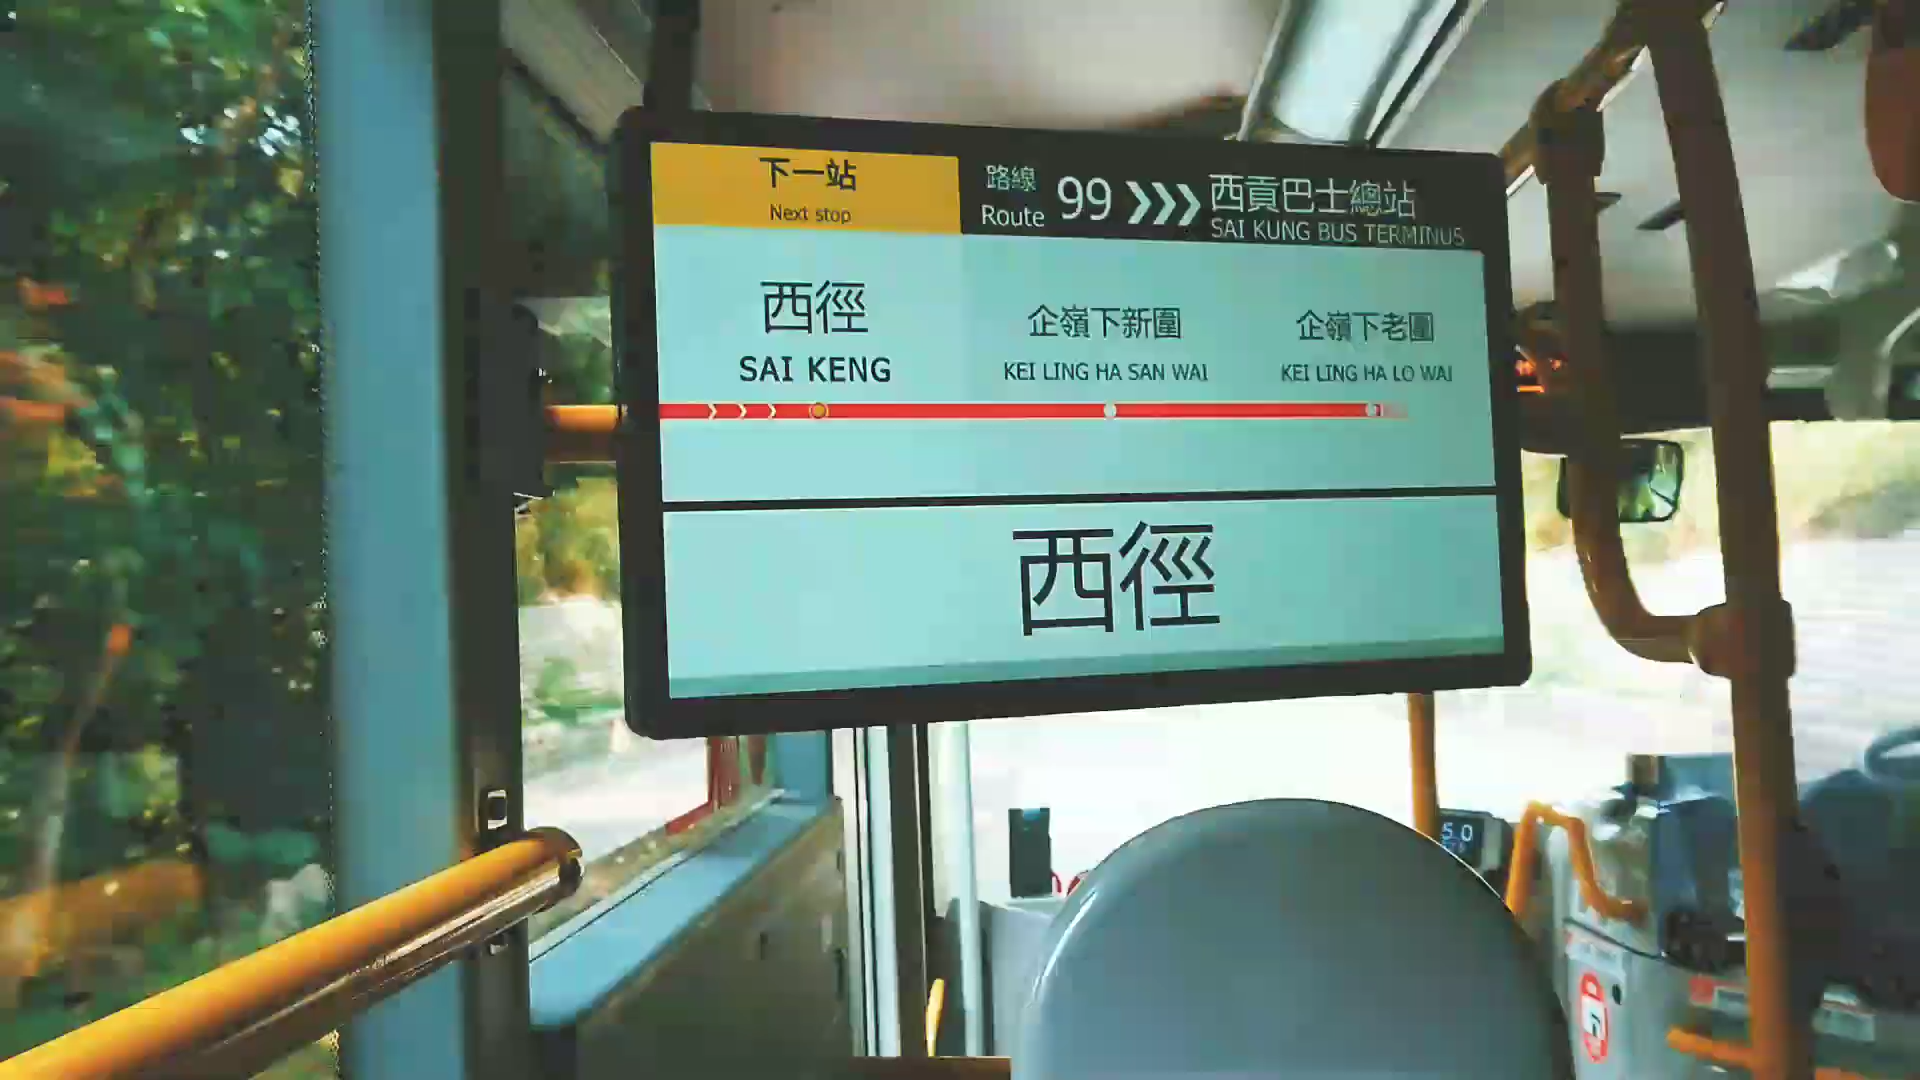 下一站
Next stop
路線
Route
99
西貢巴士總站
SAI KUNG BUS TERMINUS
西徑
SAI KENG
企嶺下新圍
KEI LING HA SAN WAI
企嶺下老圍
KEI LING HA LO WAI
西徑
5.0